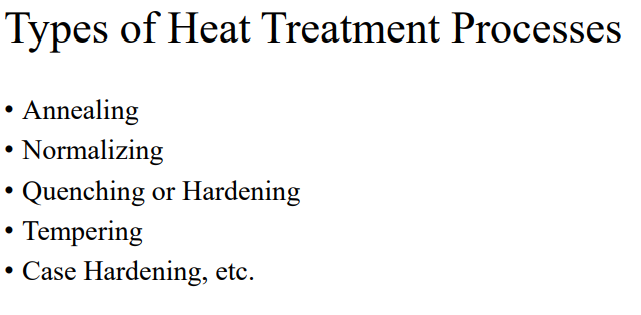 Types of Heat Treatment Processes
• Annealing
• Normalizing
• Quenching or Hardening
• Tempering
• Case Hardening, etc.